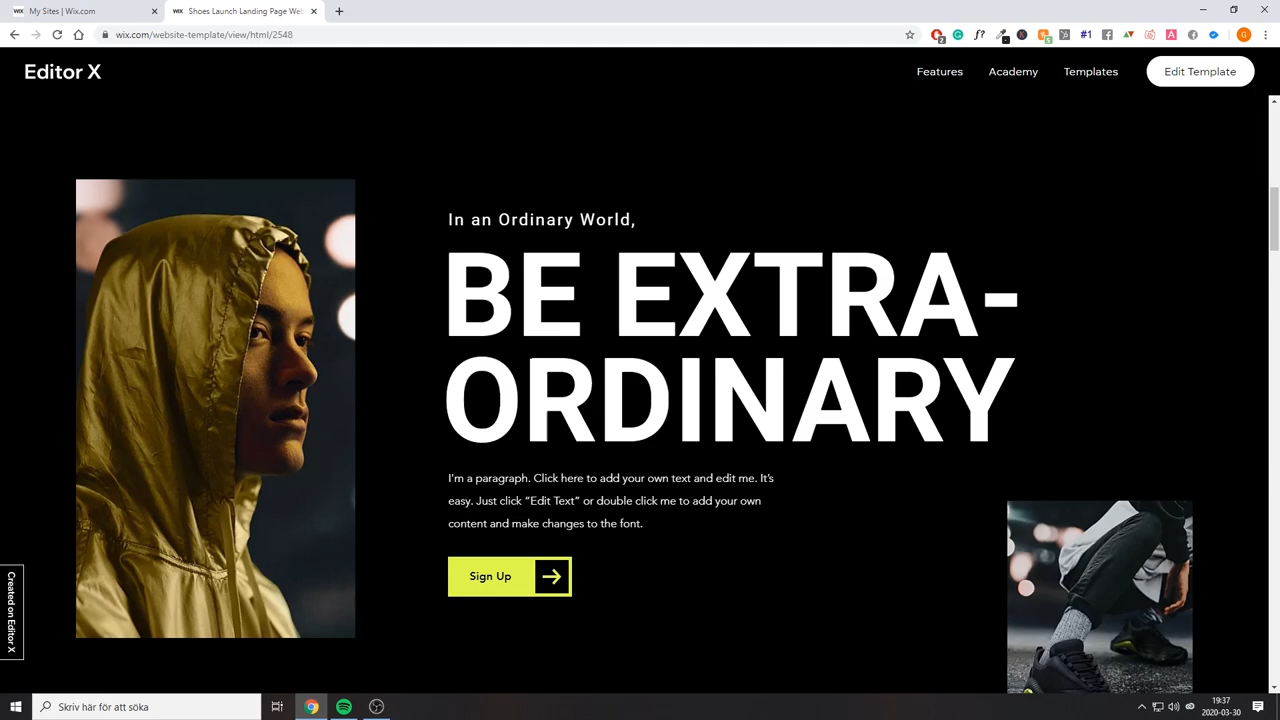 My Sites | Wix.com
WIX Shoes Launch Landing Page Web
wix.com/website-template/view/html/2548
Editor X
Features
Academy
Templates
Edit Template
In an Ordinary World,
BE EXTRA-
ORDINARY
I'm a paragraph. Click here to add your own text and edit me. It's
easy. Just click “Edit Text” or double click me to add your own
content and make changes to the font.
Sign Up
Created on Editor X
Skriv här för att söka
19:37
2020-03-30